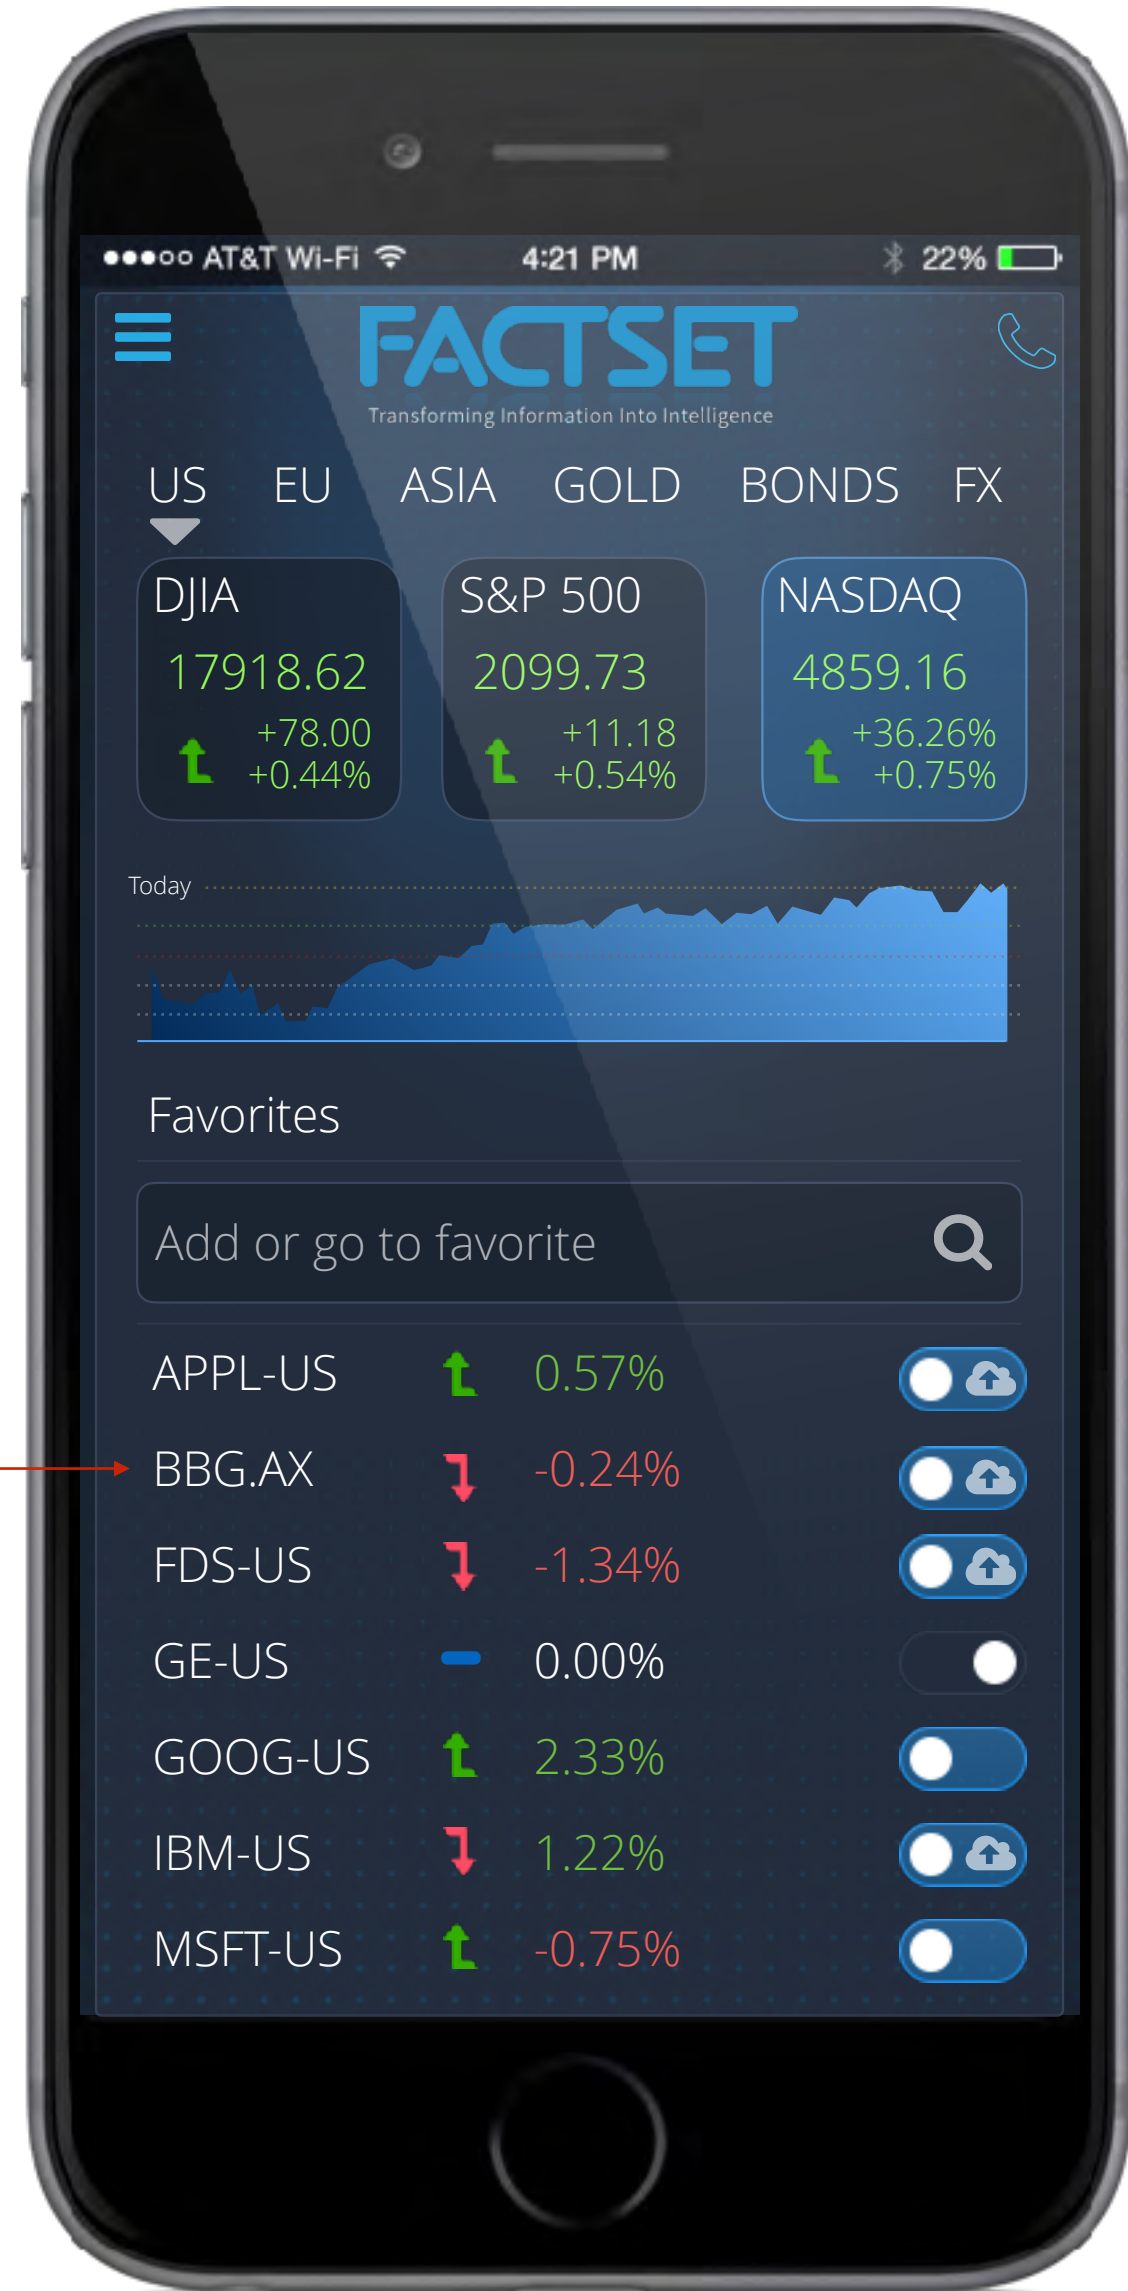 AT&T Wi-Fi 4:21 PM 22%
FACTSET
Transforming Information Into Intelligence
US EU ASIA GOLD BONDS FX
DJIA
17918.62
+78.00
+0.44%
S&P 500
2099.73
+11.18
+0.54%
NASDAQ
4859.16
+36.26%
+0.75%
Today
Favorites
Add or go to favorite
APPL-US 0.57%
BBG.AX -0.24%
FDS-US -1.34%
GE-US 0.00%
GOOG-US 2.33%
IBM-US 1.22%
MSFT-US -0.75%